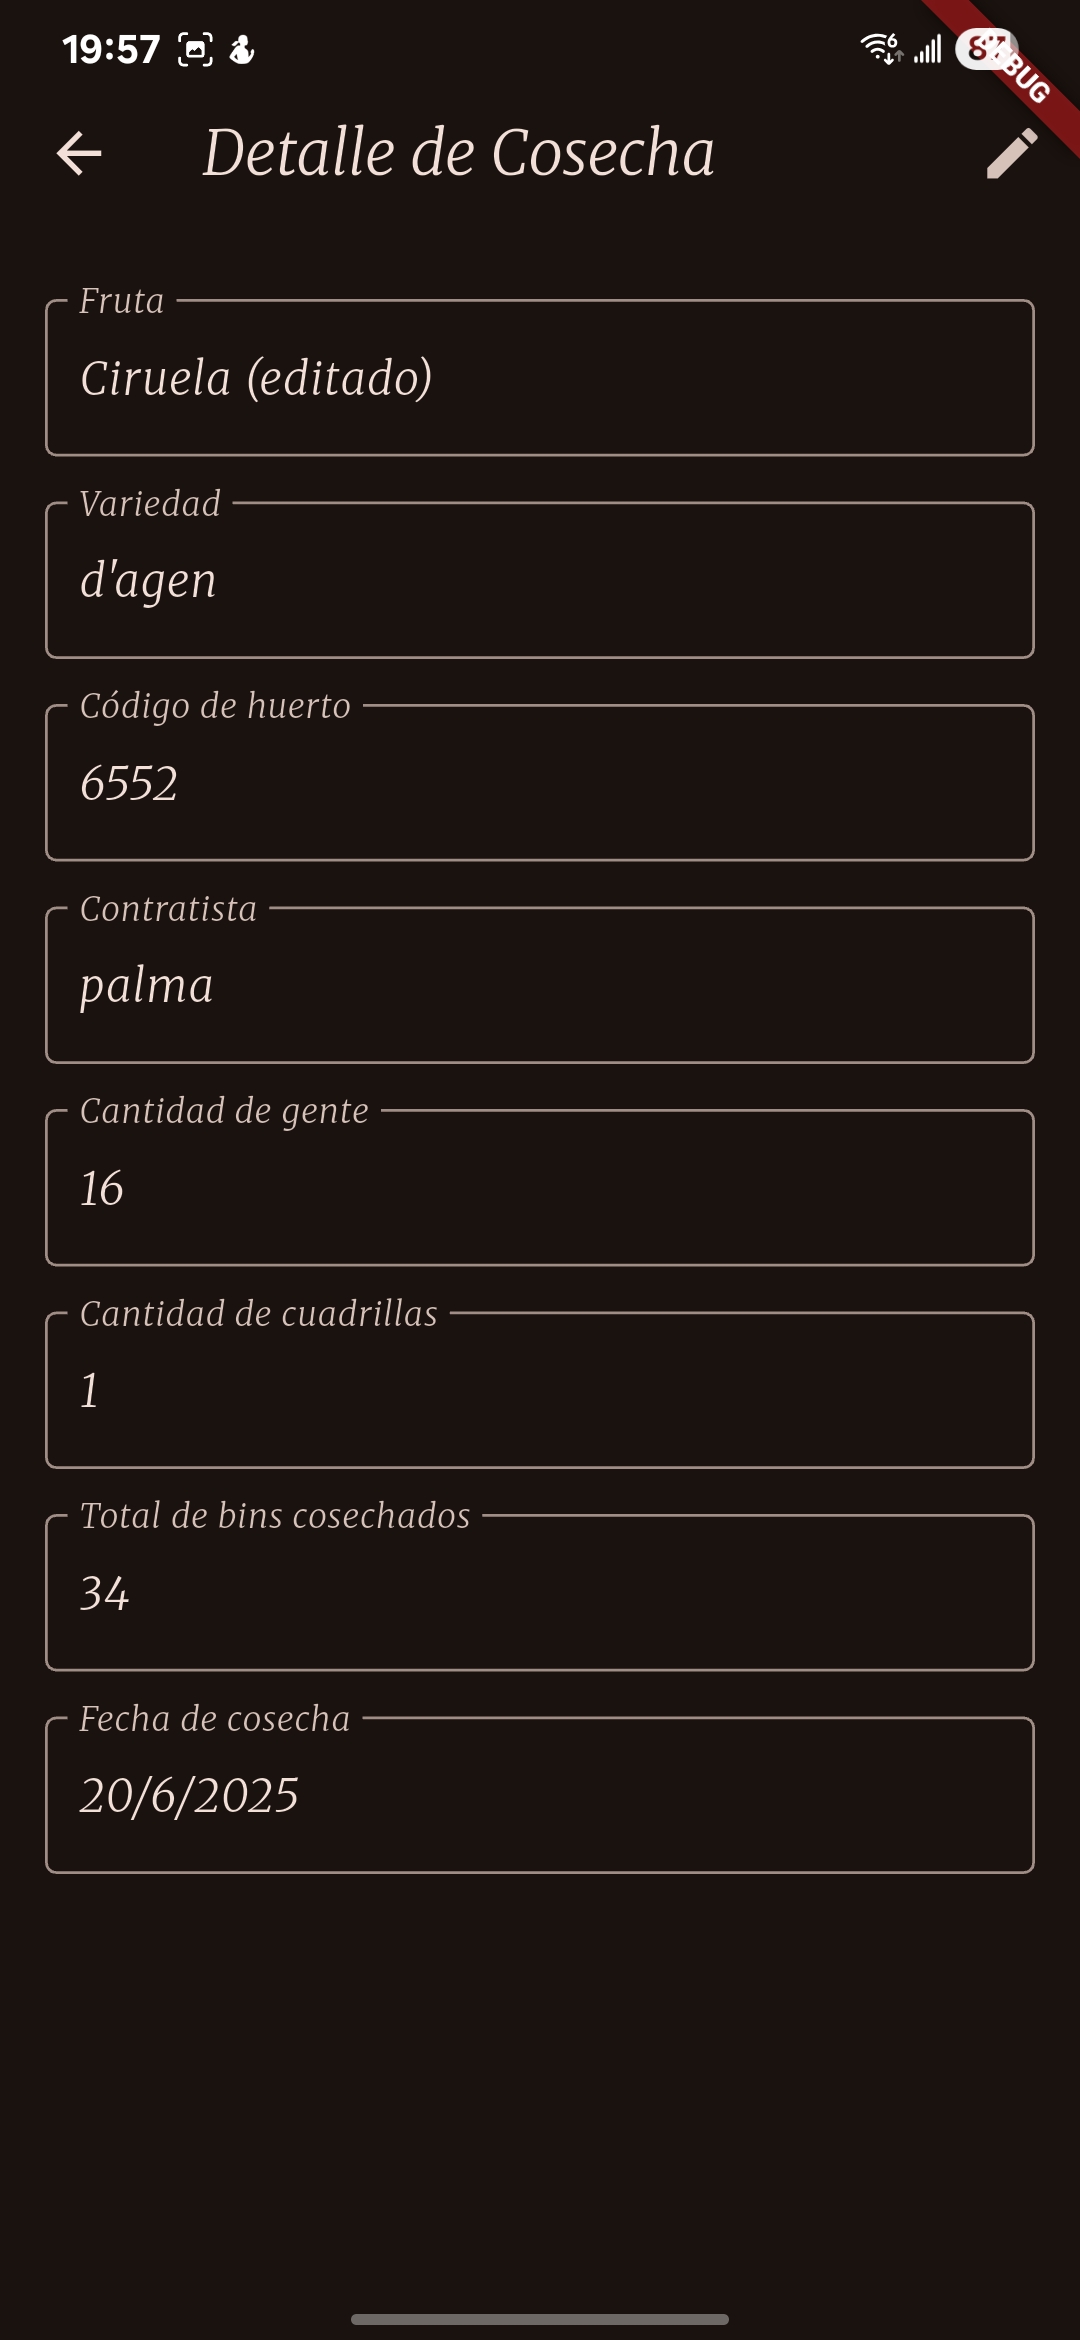 19:57
Detalle de Cosecha
Fruta
Ciruela (editado)
Variedad
d'agen
Código de huerto
6552
Contratista
palma
Cantidad de gente
16
Cantidad de cuadrillas
1
Total de bins cosechados
34
Fecha de cosecha
20/6/2025